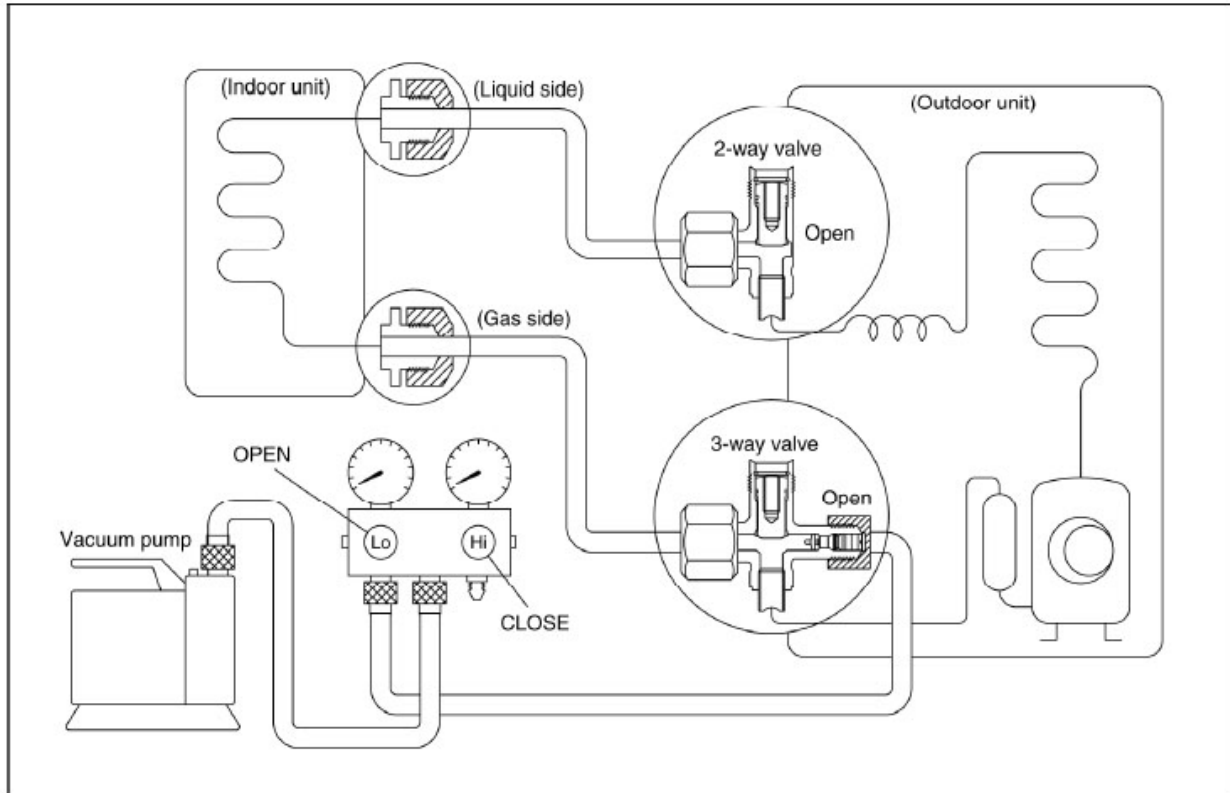 (Indoor unit)
(Liquid side)
(Outdoor unit)
2-way valve
Open
(Gas side)
3-way valve
Open
OPEN
Lo
Hi
CLOSE
Vacuum pump